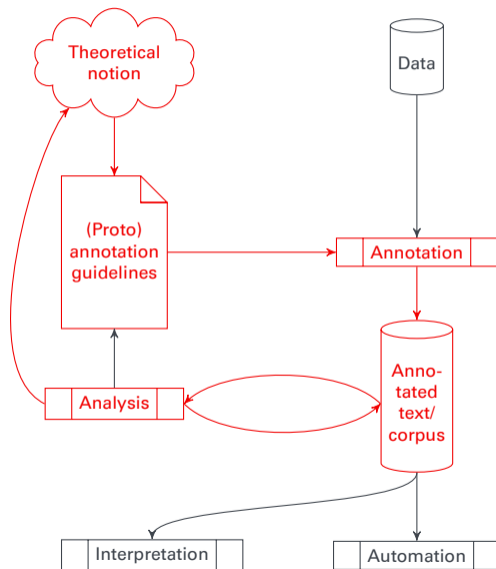 Theoretical
notion
Data
(Proto)
annotation
guidelines
Annotation
Anno-
tated
text/
corpus
Analysis
Interpretation
Automation